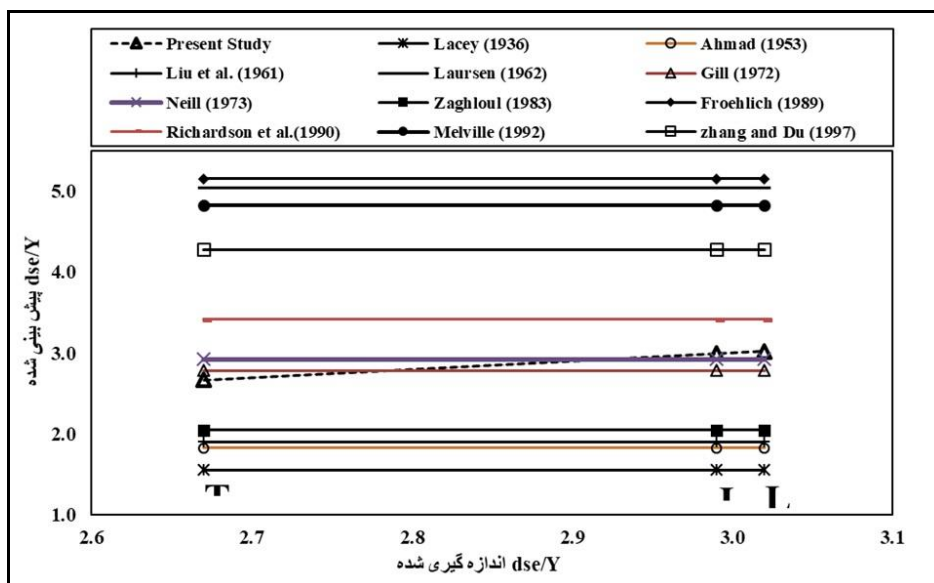 Present Study Lacey (1936) Ahmad (1953)
Liu et al. (1961) Laursen (1962) Gill (1972)
Neill (1973) Zaghloul (1983) Froehlich (1989)
Richardson et al.(1990) Melville (1992) zhang and Du (1997)
5.0
4.0
3.0
2.0
1.0
پیش بینی شده dse/Y
T I L
2.6 2.7 2.8 2.9 3.0 3.1
اندازه گیری شده dse/Y